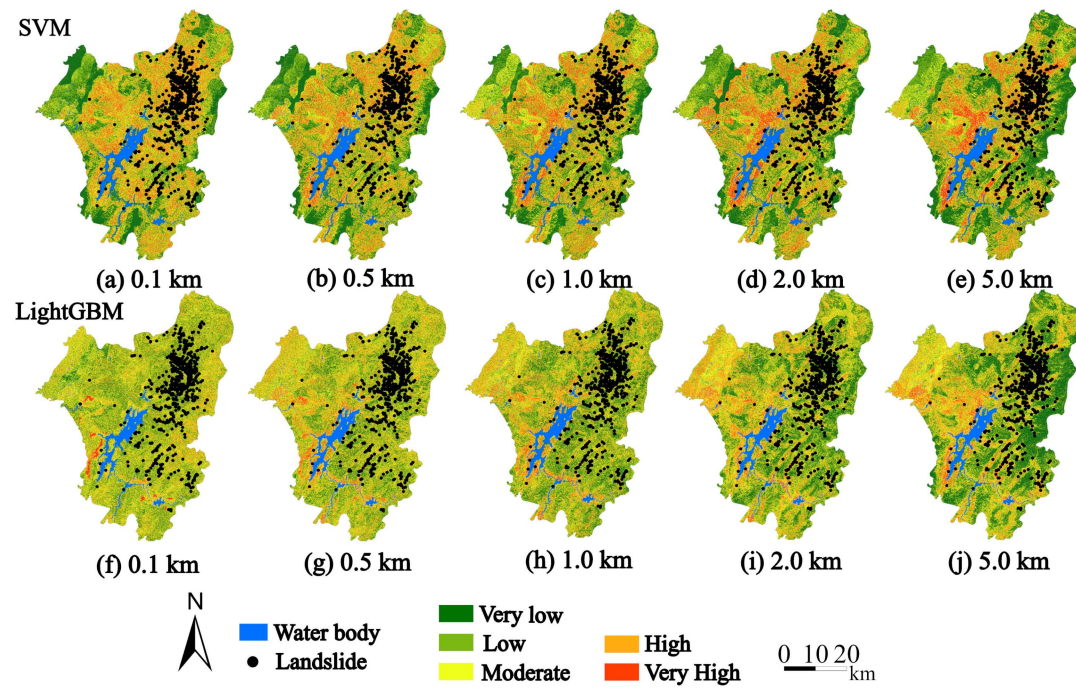 SVM
(a) 0.1 km
(b) 0.5 km
(c) 1.0 km
(d) 2.0 km
(e) 5.0 km
LightGBM
(f) 0.1 km
(g) 0.5 km
(h) 1.0 km
(i) 2.0 km
(j) 5.0 km
N
Water body
Landslide
Very low
Low
Moderate
High
Very High
0 10 20
km